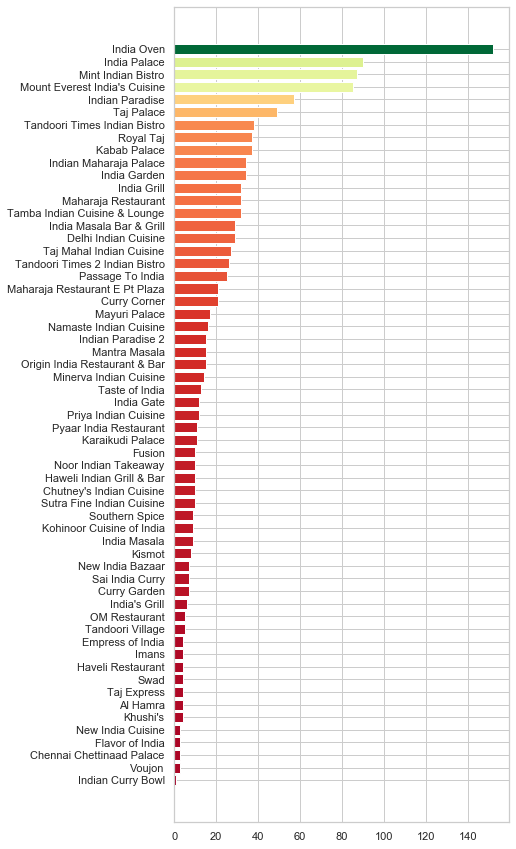 India Oven
India Palace
Mint Indian Bistro
Mount Everest India's Cuisine
Indian Paradise
Taj Palace
Tandoori Times Indian Bistro
Royal Taj
Kabab Palace
Indian Maharaja Palace
India Garden
India Grill
Maharaja Restaurant
Tamba Indian Cuisine & Lounge
India Masala Bar & Grill
Delhi Indian Cuisine
Taj Mahal Indian Cuisine
Tandoori Times 2 Indian Bistro
Passage To India
Maharaja Restaurant E Pt Plaza
Curry Corner
Mayuri Palace
Namaste Indian Cuisine
Indian Paradise 2
Mantra Masala
Origin India Restaurant & Bar
Minerva Indian Cuisine
Taste of India
India Gate
Priya Indian Cuisine
Pyaar India Restaurant
Karaikudi Palace
Fusion
Noor Indian Takeaway
Haweli Indian Grill & Bar
Chutney's Indian Cuisine
Sutra Fine Indian Cuisine
Southern Spice
Kohinoor Cuisine of India
India Masala
Kismot
New India Bazaar
Sai India Curry
Curry Garden
India's Grill
OM Restaurant
Tandoori Village
Empress of India
Imans
Haveli Restaurant
Swad
Taj Express
Al Hamra
Khushi's
New India Cuisine
Flavor of India
Chennai Chettinaad Palace
Voujon
Indian Curry Bowl
0 20 40 60 80 100 120 140